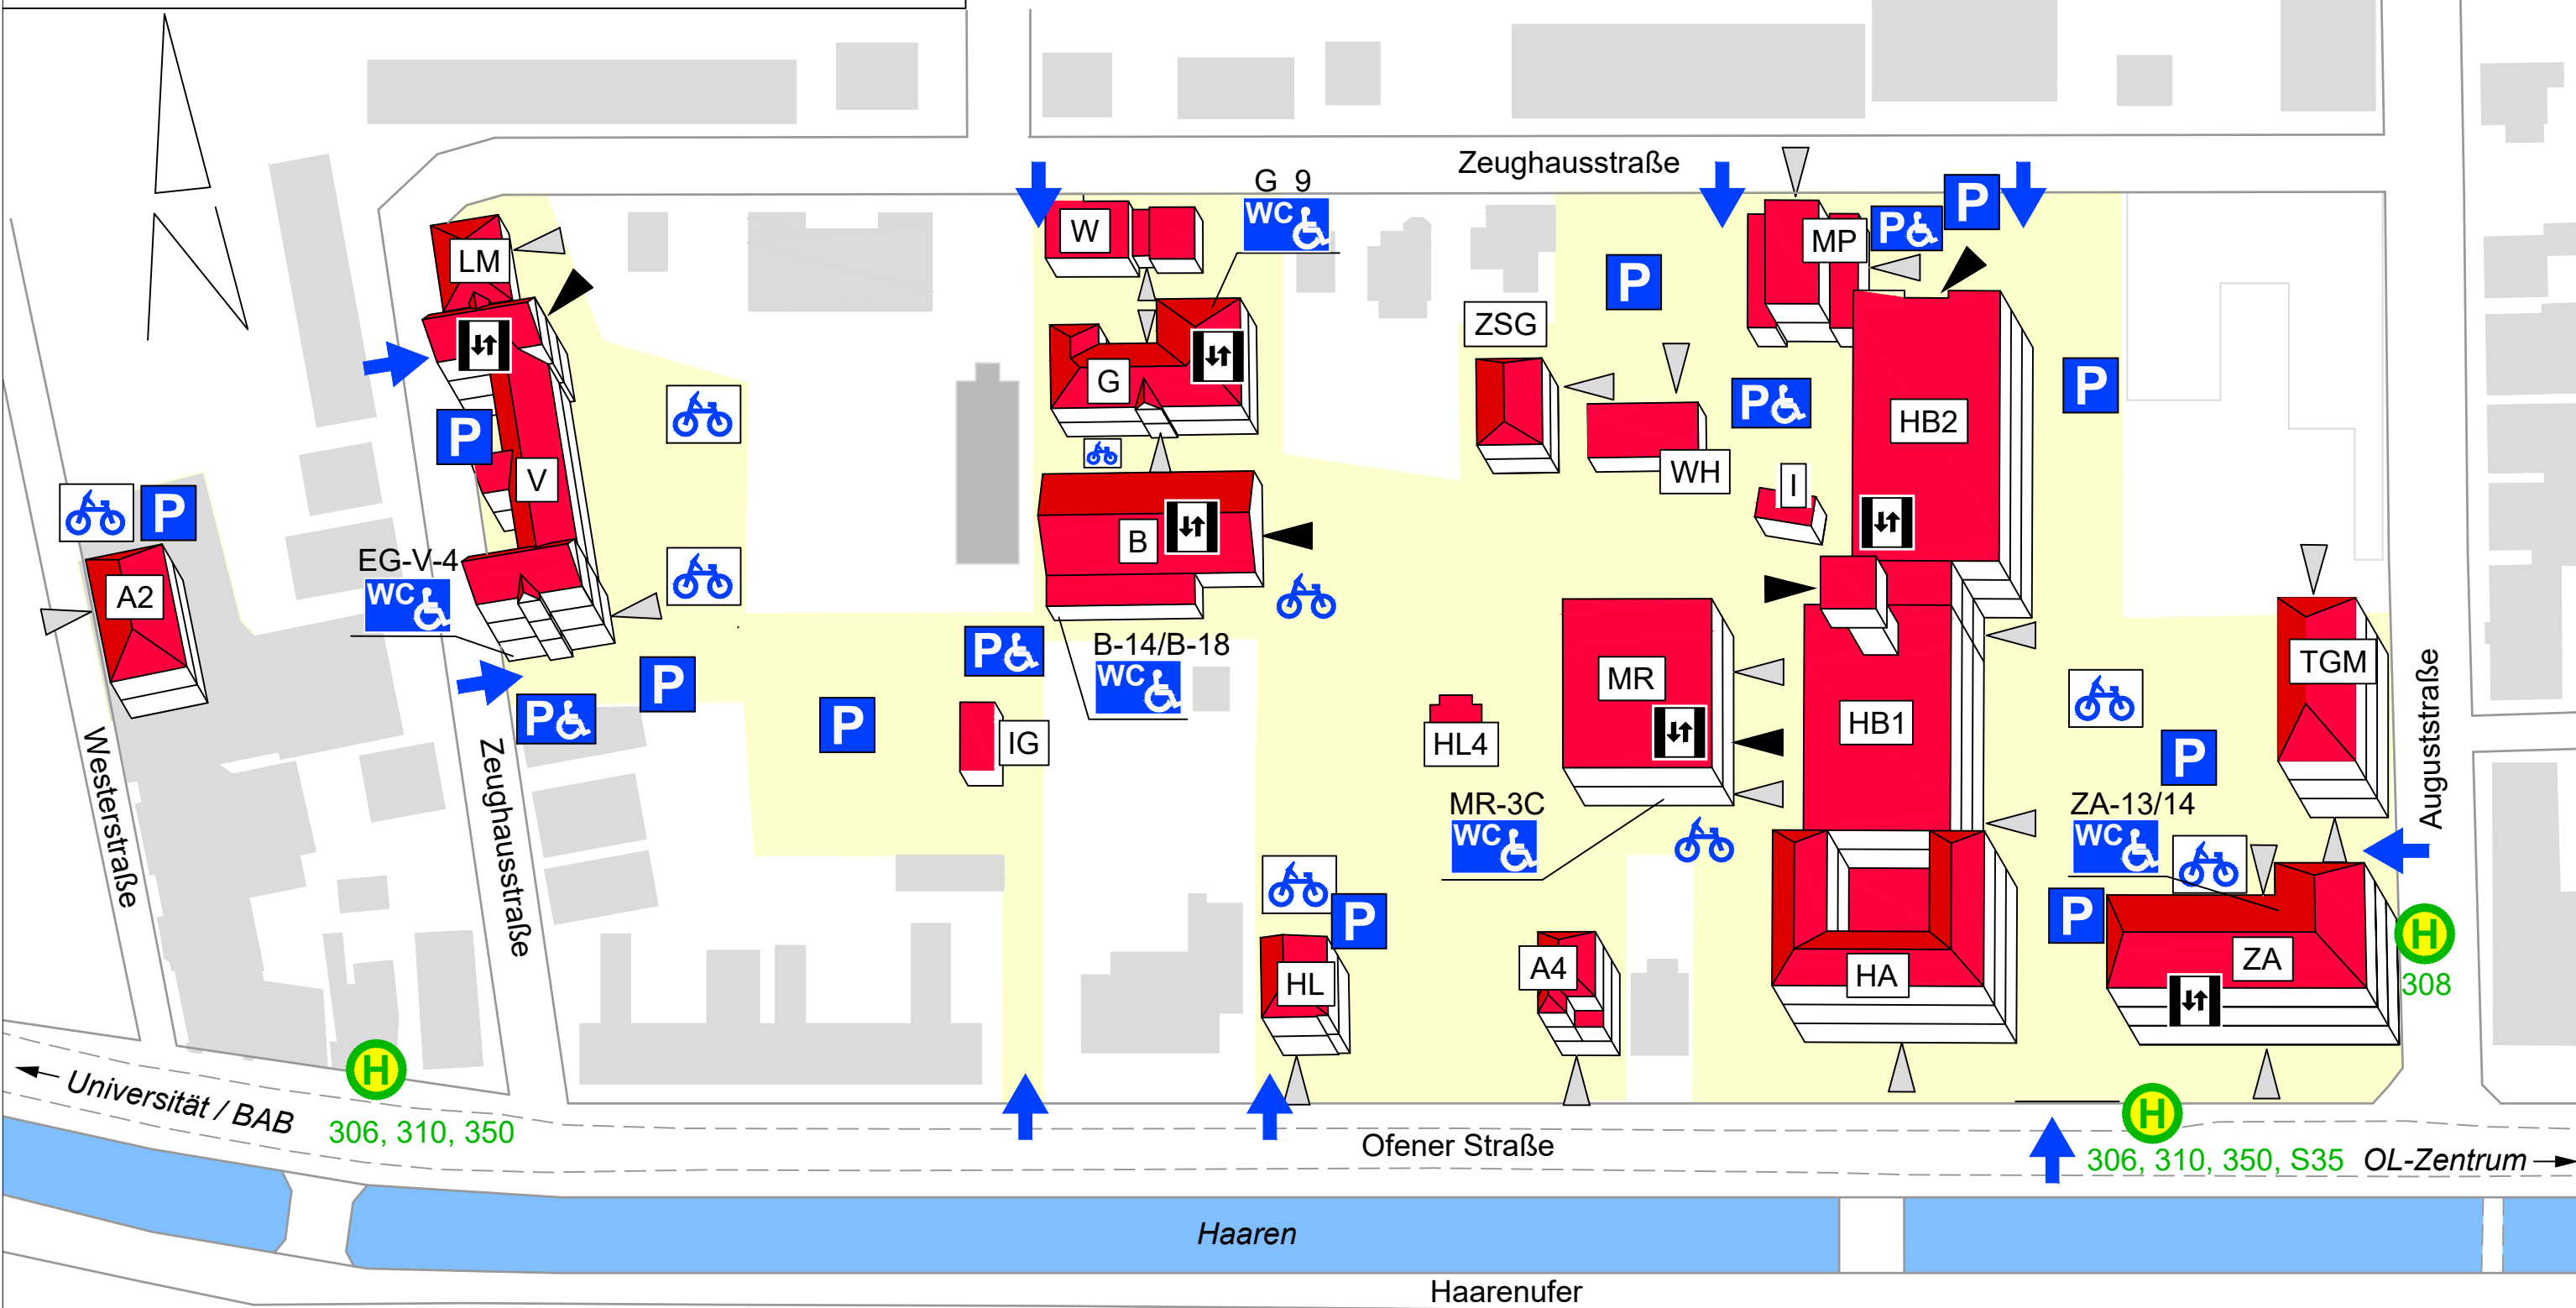 Zeughausstraße
G 9
WC
W
P
P
MP
LM
P
ZSG
G
P
P
HB2
P
V
WH
I
B
P
EG-V-4
WC
A2
B-14/B-18
WC
P
P
P
P
IG
MR
HL4
HB1
TGM
P
Auguststraße
Westerstraße
Zeughausstraße
MR-3C
WC
ZA-13/14
WC
P
P
HL
A4
HA
ZA
H
308
H
306, 310, 350
Universität / BAB
Ofener Straße
H
306, 310, 350, S35
OL-Zentrum
Haaren
Haarenufer